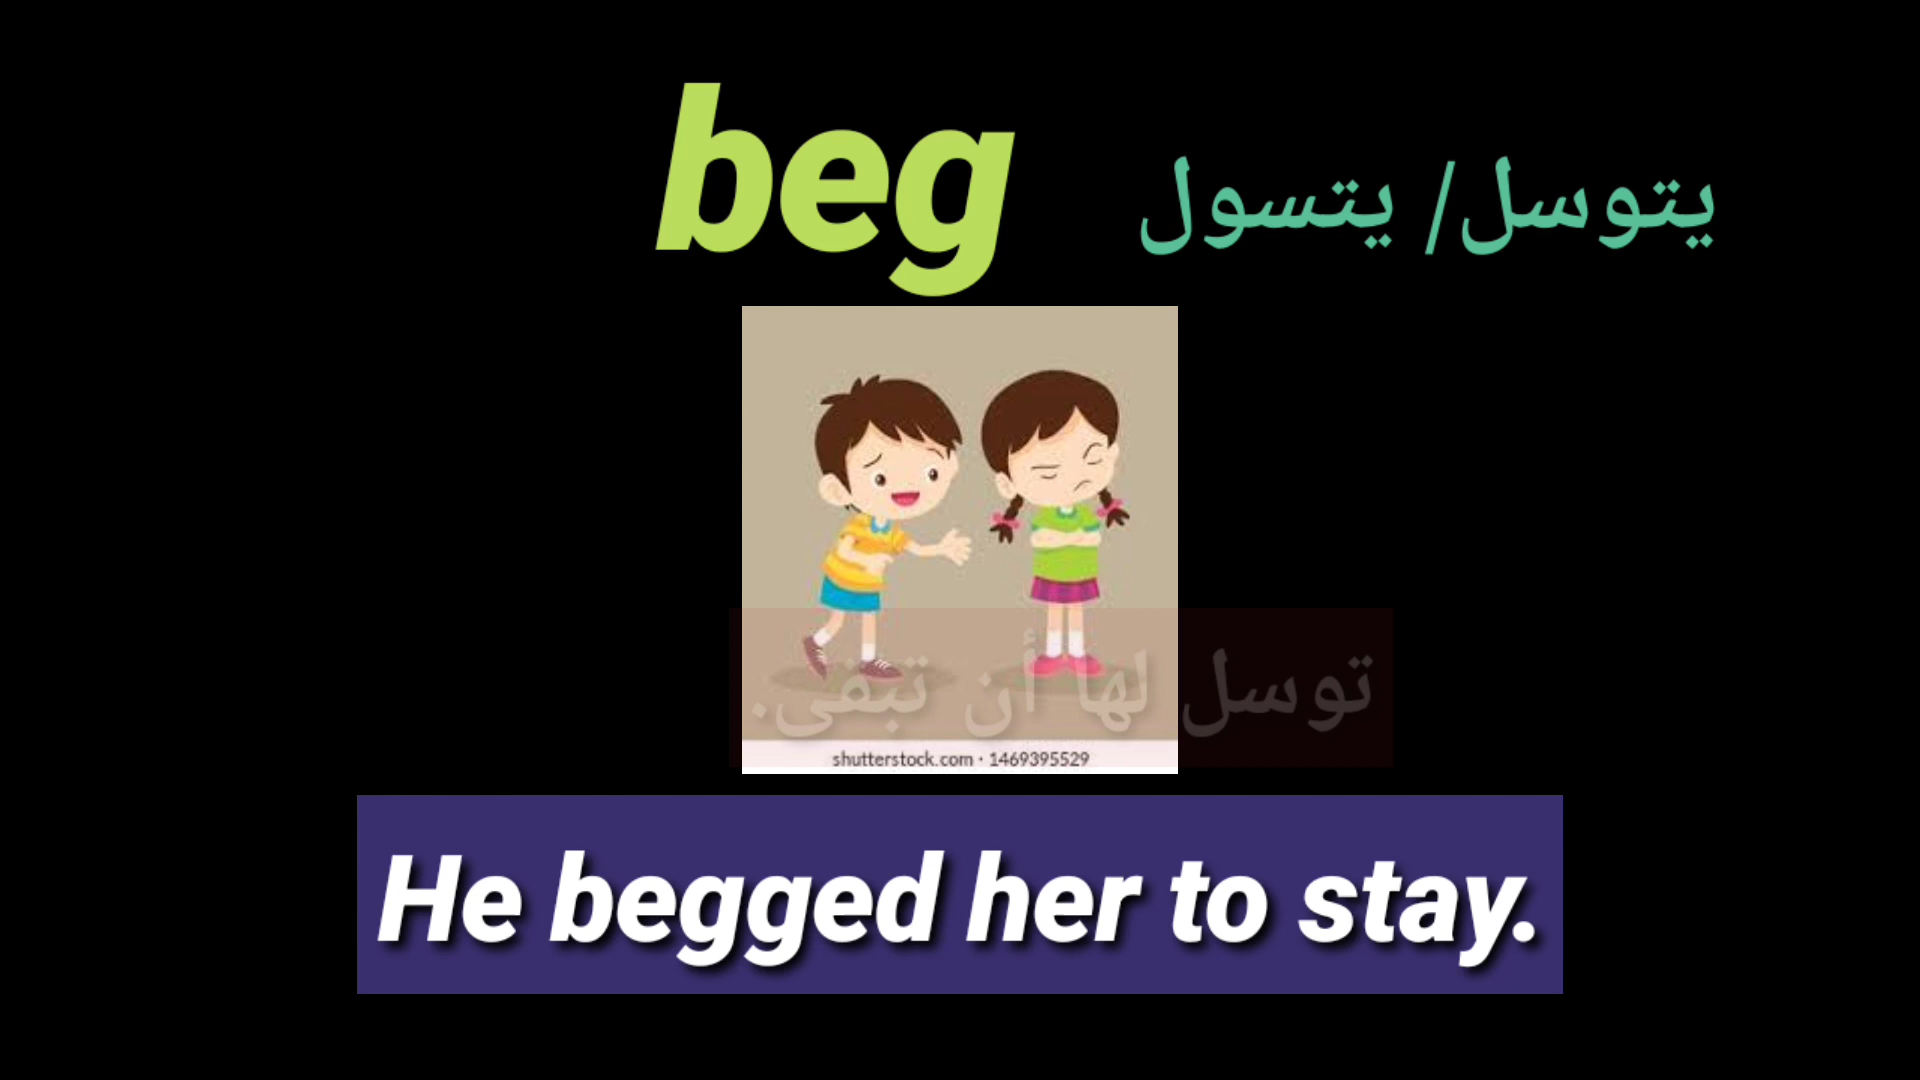 beg يتوسل/ يتسول
توسل لها أن تبقى.
shutterstock.com · 1469395529
He begged her to stay.